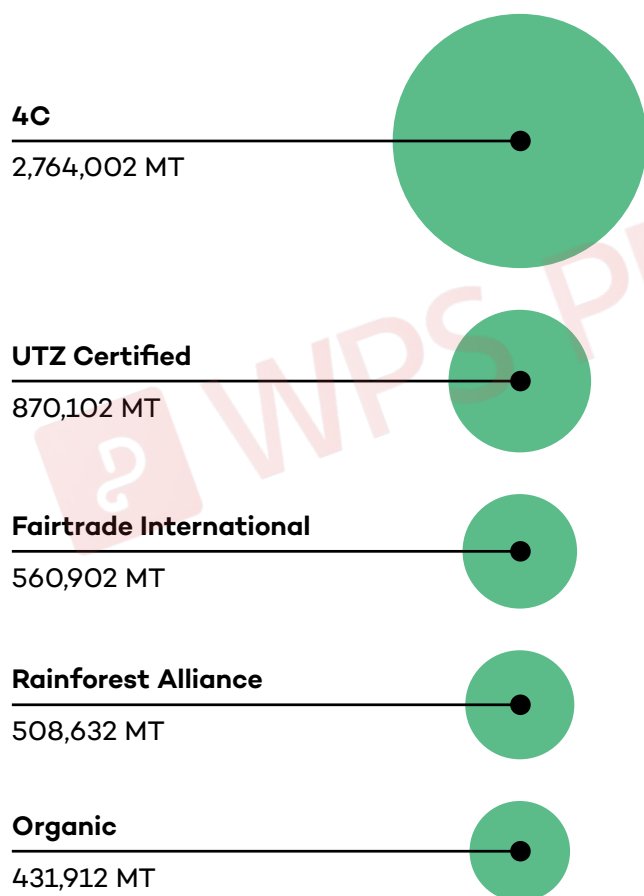 4C
2,764,002 MT
UTZ Certified
870,102 MT
WPS
Fairtrade International
560,902 MT
Rainforest Alliance
508,632 MT
Organic
431,912 MT